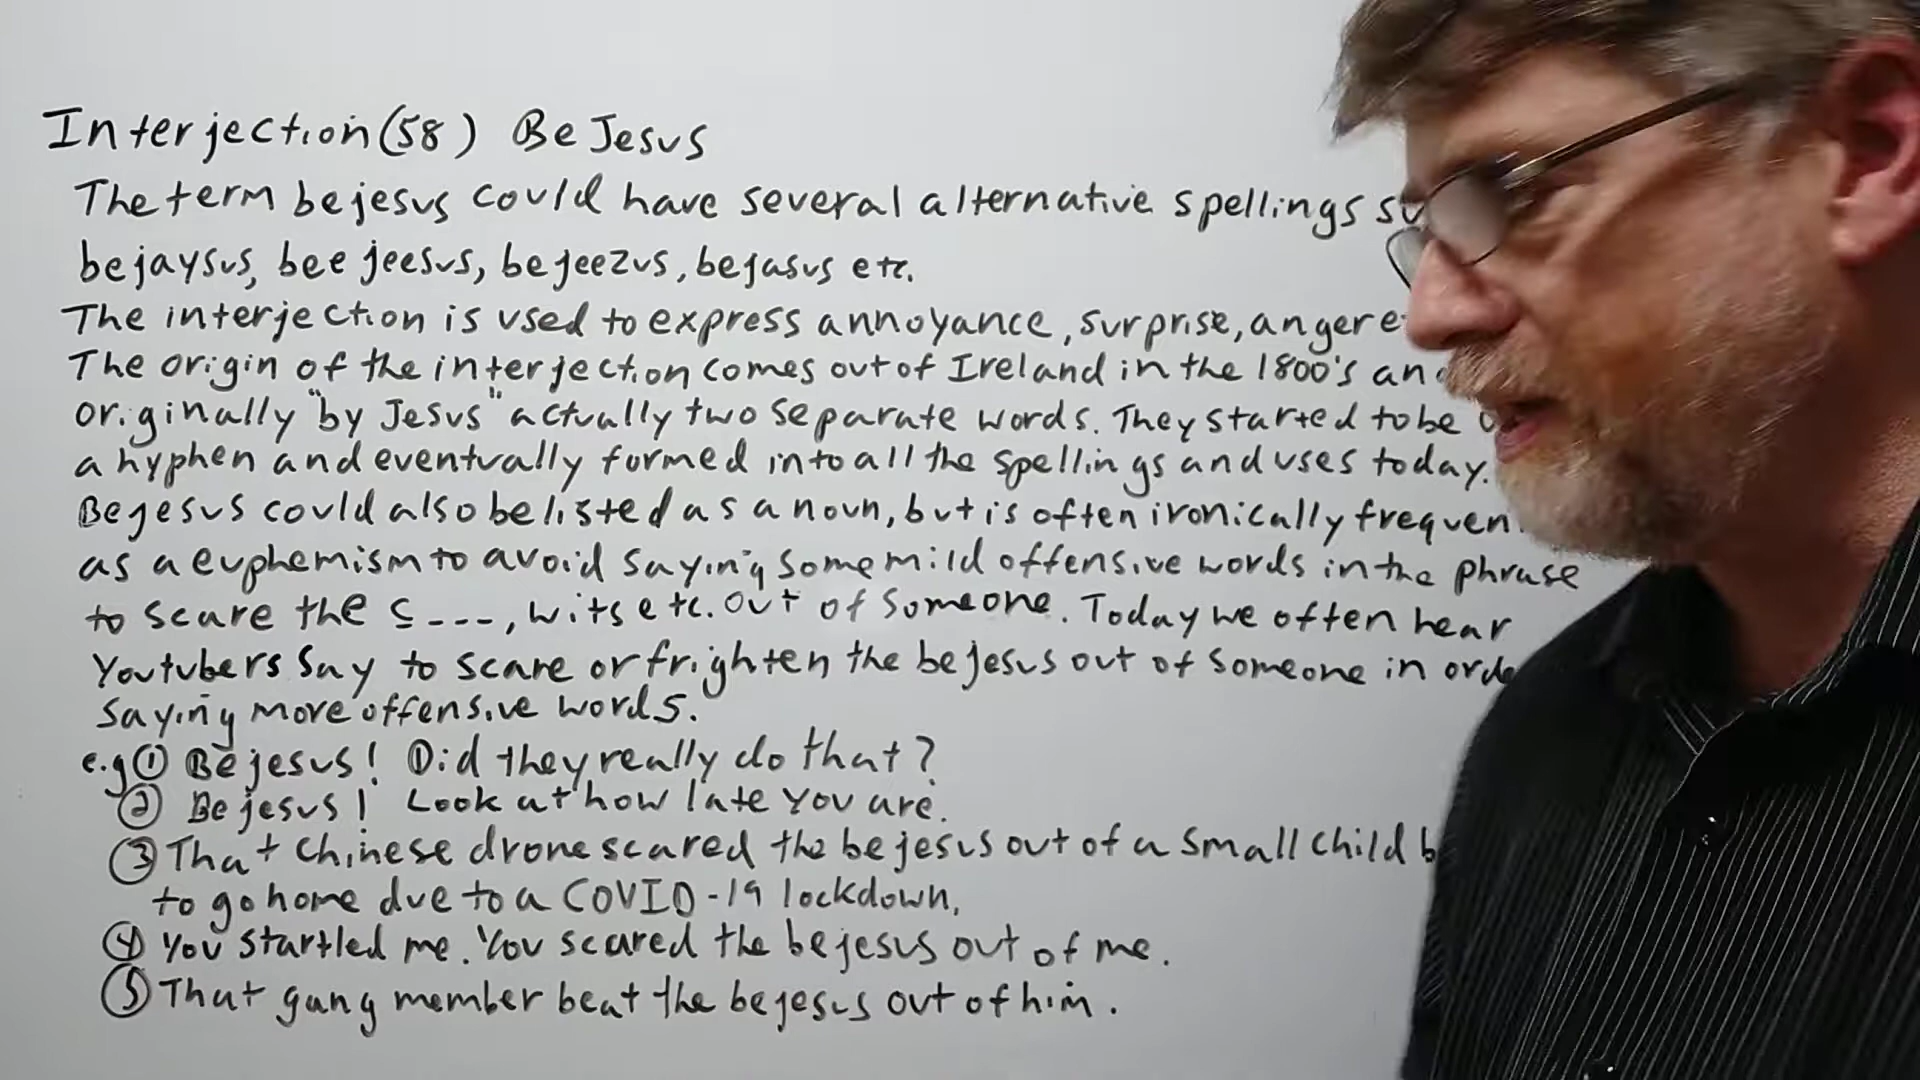 Interjection (58) BeJesus
The term bejesus could have several alternative spellings
bejaysus, beejeesus, bejeezus, bejasus etc.
The interjection is used to express annoyance, surprise, anger
The origin of the interjection comes out of Ireland in the 1800's
originally "by Jesus" actually two separate words. They started to be
a hyphen and eventually formed into all the spellings and uses today.
Bejesus could also be listed as a noun, but is often ironically
as a euphemism to avoid saying some mild offensive words in the phrase
to scare the s---, wits etc. out of someone. Today we often hear
Youtubers say to scare or frighten the bejesus out of someone in
saying more offensive words.
e.g ① Bejesus! Did they really do that?
② Bejesus! Look at how late you are.
③ That Chinese drone scared the bejesus out of a small child
to go home due to a COVID-19 lockdown.
④ You startled me. You scared the bejesus out of me.
⑤ That gang member beat the bejesus out of him.